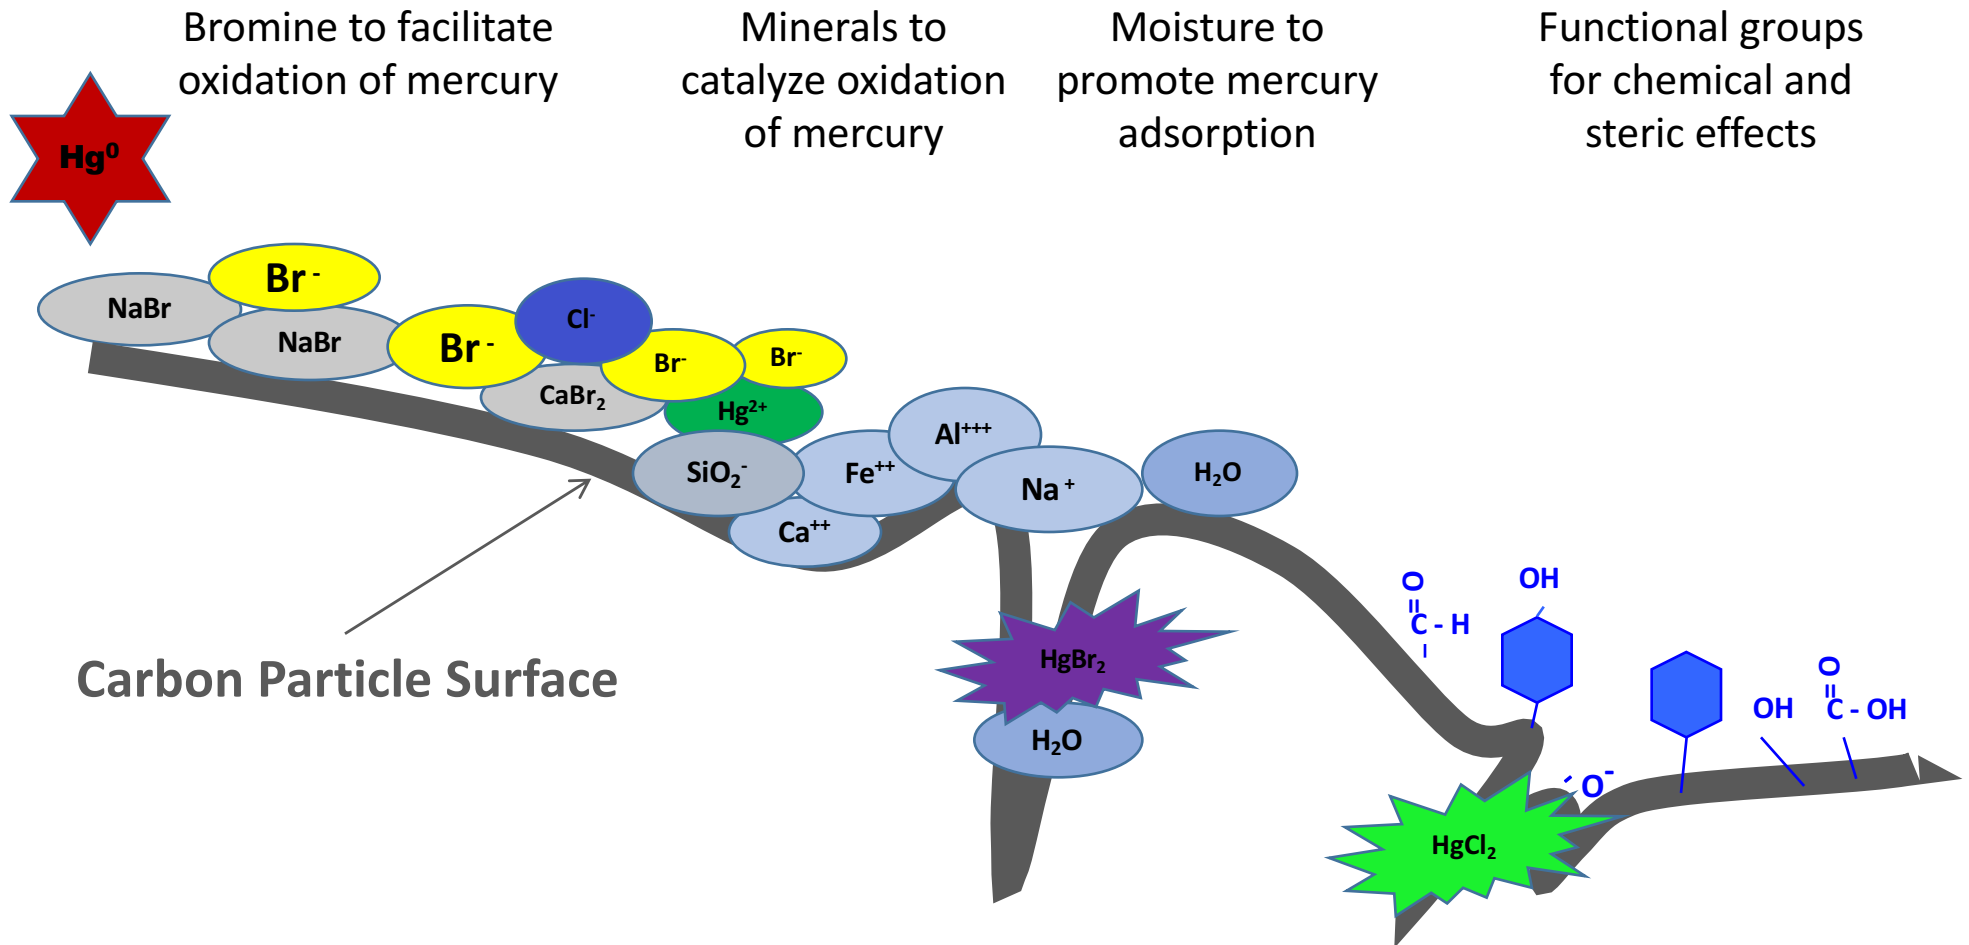 Bromine to facilitate
oxidation of mercury
Minerals to
catalyze oxidation
of mercury
Moisture to
promote mercury
adsorption
Functional groups
for chemical and
steric effects
Hg⁰
NaBr
Br -
NaBr
Br -
Cl⁻
CaBr₂
Br⁻
Br⁻
Hg²⁺
SiO₂⁻
Ca⁺⁺
Fe⁺⁺
Al⁺⁺⁺
Na ⁺
H₂O
HgBr₂
H₂O
Carbon Particle Surface
O
=
C - H
OH
OH
O
=
C - OH
O⁻
HgCl₂